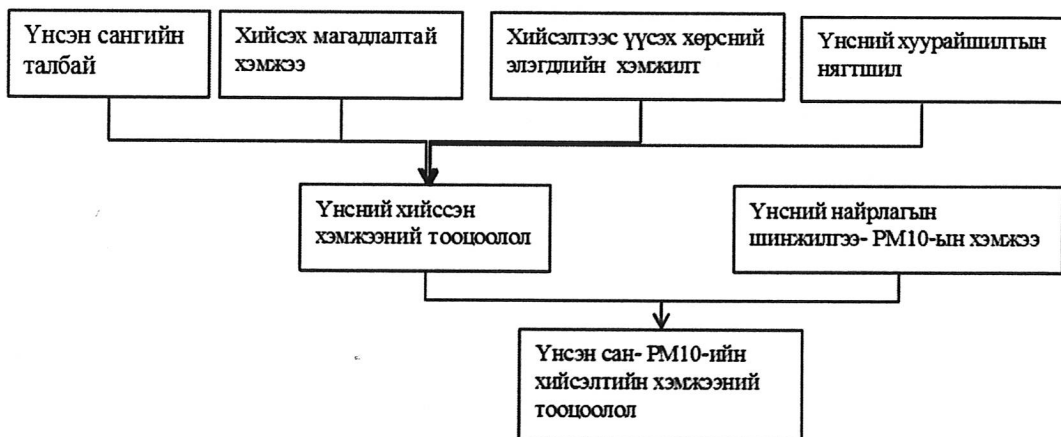 Үнсэн сангийн
талбай
Хийсэх магадлалтай
хэмжээ
Хийсэлтээс үүсэх хөрсний
элэгдлийн хэмжилт
Үнсний хуурайшилтын
нягтшил
Үнсний хийссэн
хэмжээний тооцоолол
Үнсний найрлагын
шинжилгээ- PM10-ын хэмжээ
Үнсэн сан- PM10-ийн
хийсэлтийн хэмжээний
тооцоолол